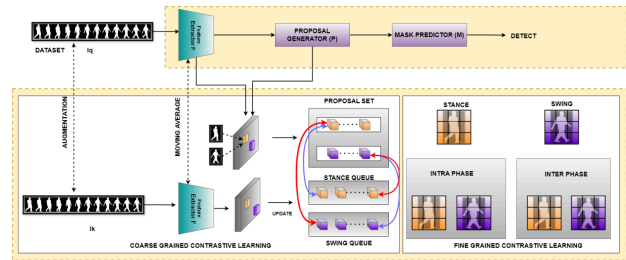 DATASET
Iq
Feature
Extractor F
PROPOSAL
GENERATOR (P)
MASK PREDICTOR (M)
DETECT
AUGMENTATION
MOVING AVERAGE
PROPOSAL SET
STANCE QUEUE
SWING QUEUE
UPDATE
Feature
Extractor F
Ik
COARSE GRAINED CONTRASTIVE LEARNING
STANCE
SWING
INTRA PHASE
INTER PHASE
FINE GRAINED CONTRASTIVE LEARNING